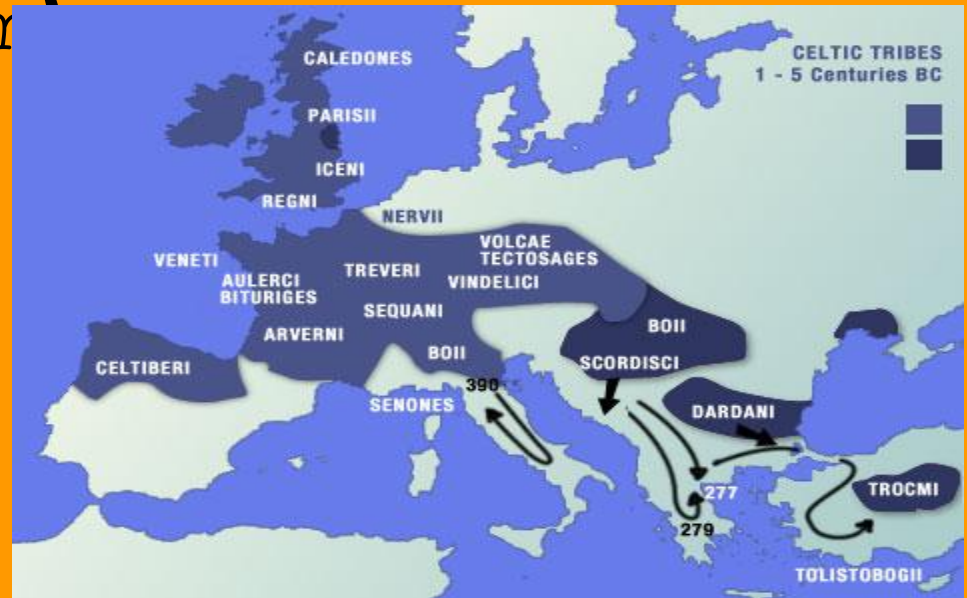 CELTIC TRIBES
1 - 5 Centuries BC
CALEDONES
PARISII
ICENI
REGNI
NERVII
VENETI
AULERCI
BITURIGES
TREVERI
VOLCAE
TECTOSAGES
VINDELICI
SEQUANI
ARVERNI
BOII
CELTIBERI
BOII
SCORDISCI
390
SENONES
DARDANI
277
279
TROCMI
TOLISTOBOGII